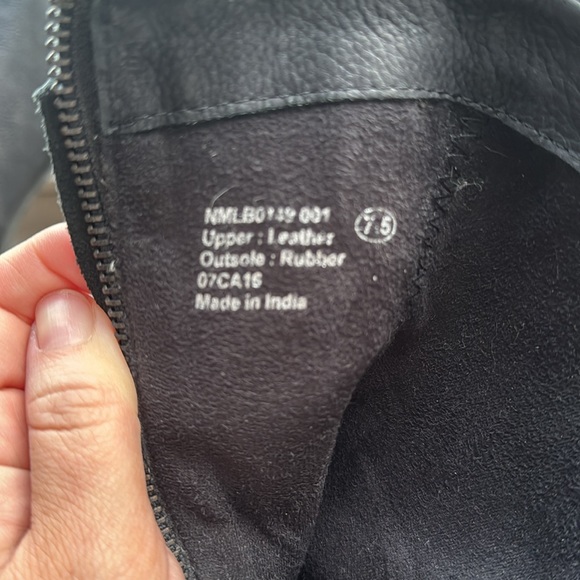 NMLB0149 001
7.5
Upper : Leather
Outsole : Rubber
07CA16
Made in India